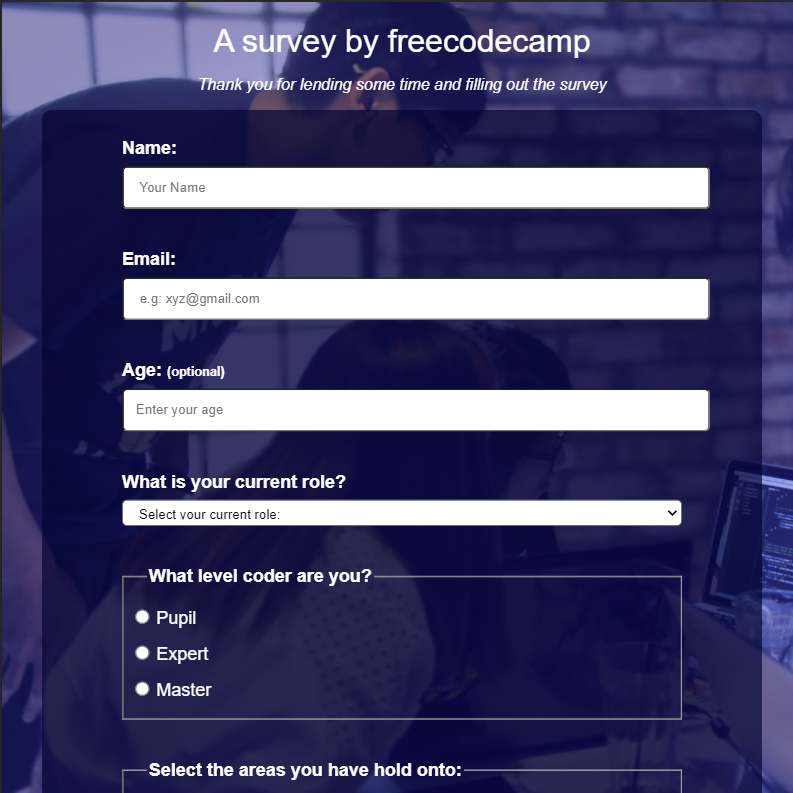 A survey by freecodecamp
Thank you for lending some time and filling out the survey
Name:
Your Name
Email:
e.g: xyz@gmail.com
Age: (optional)
Enter your age
What is your current role?
Select your current role:
What level coder are you?
Pupil
Expert
Master
Select the areas you have hold onto: